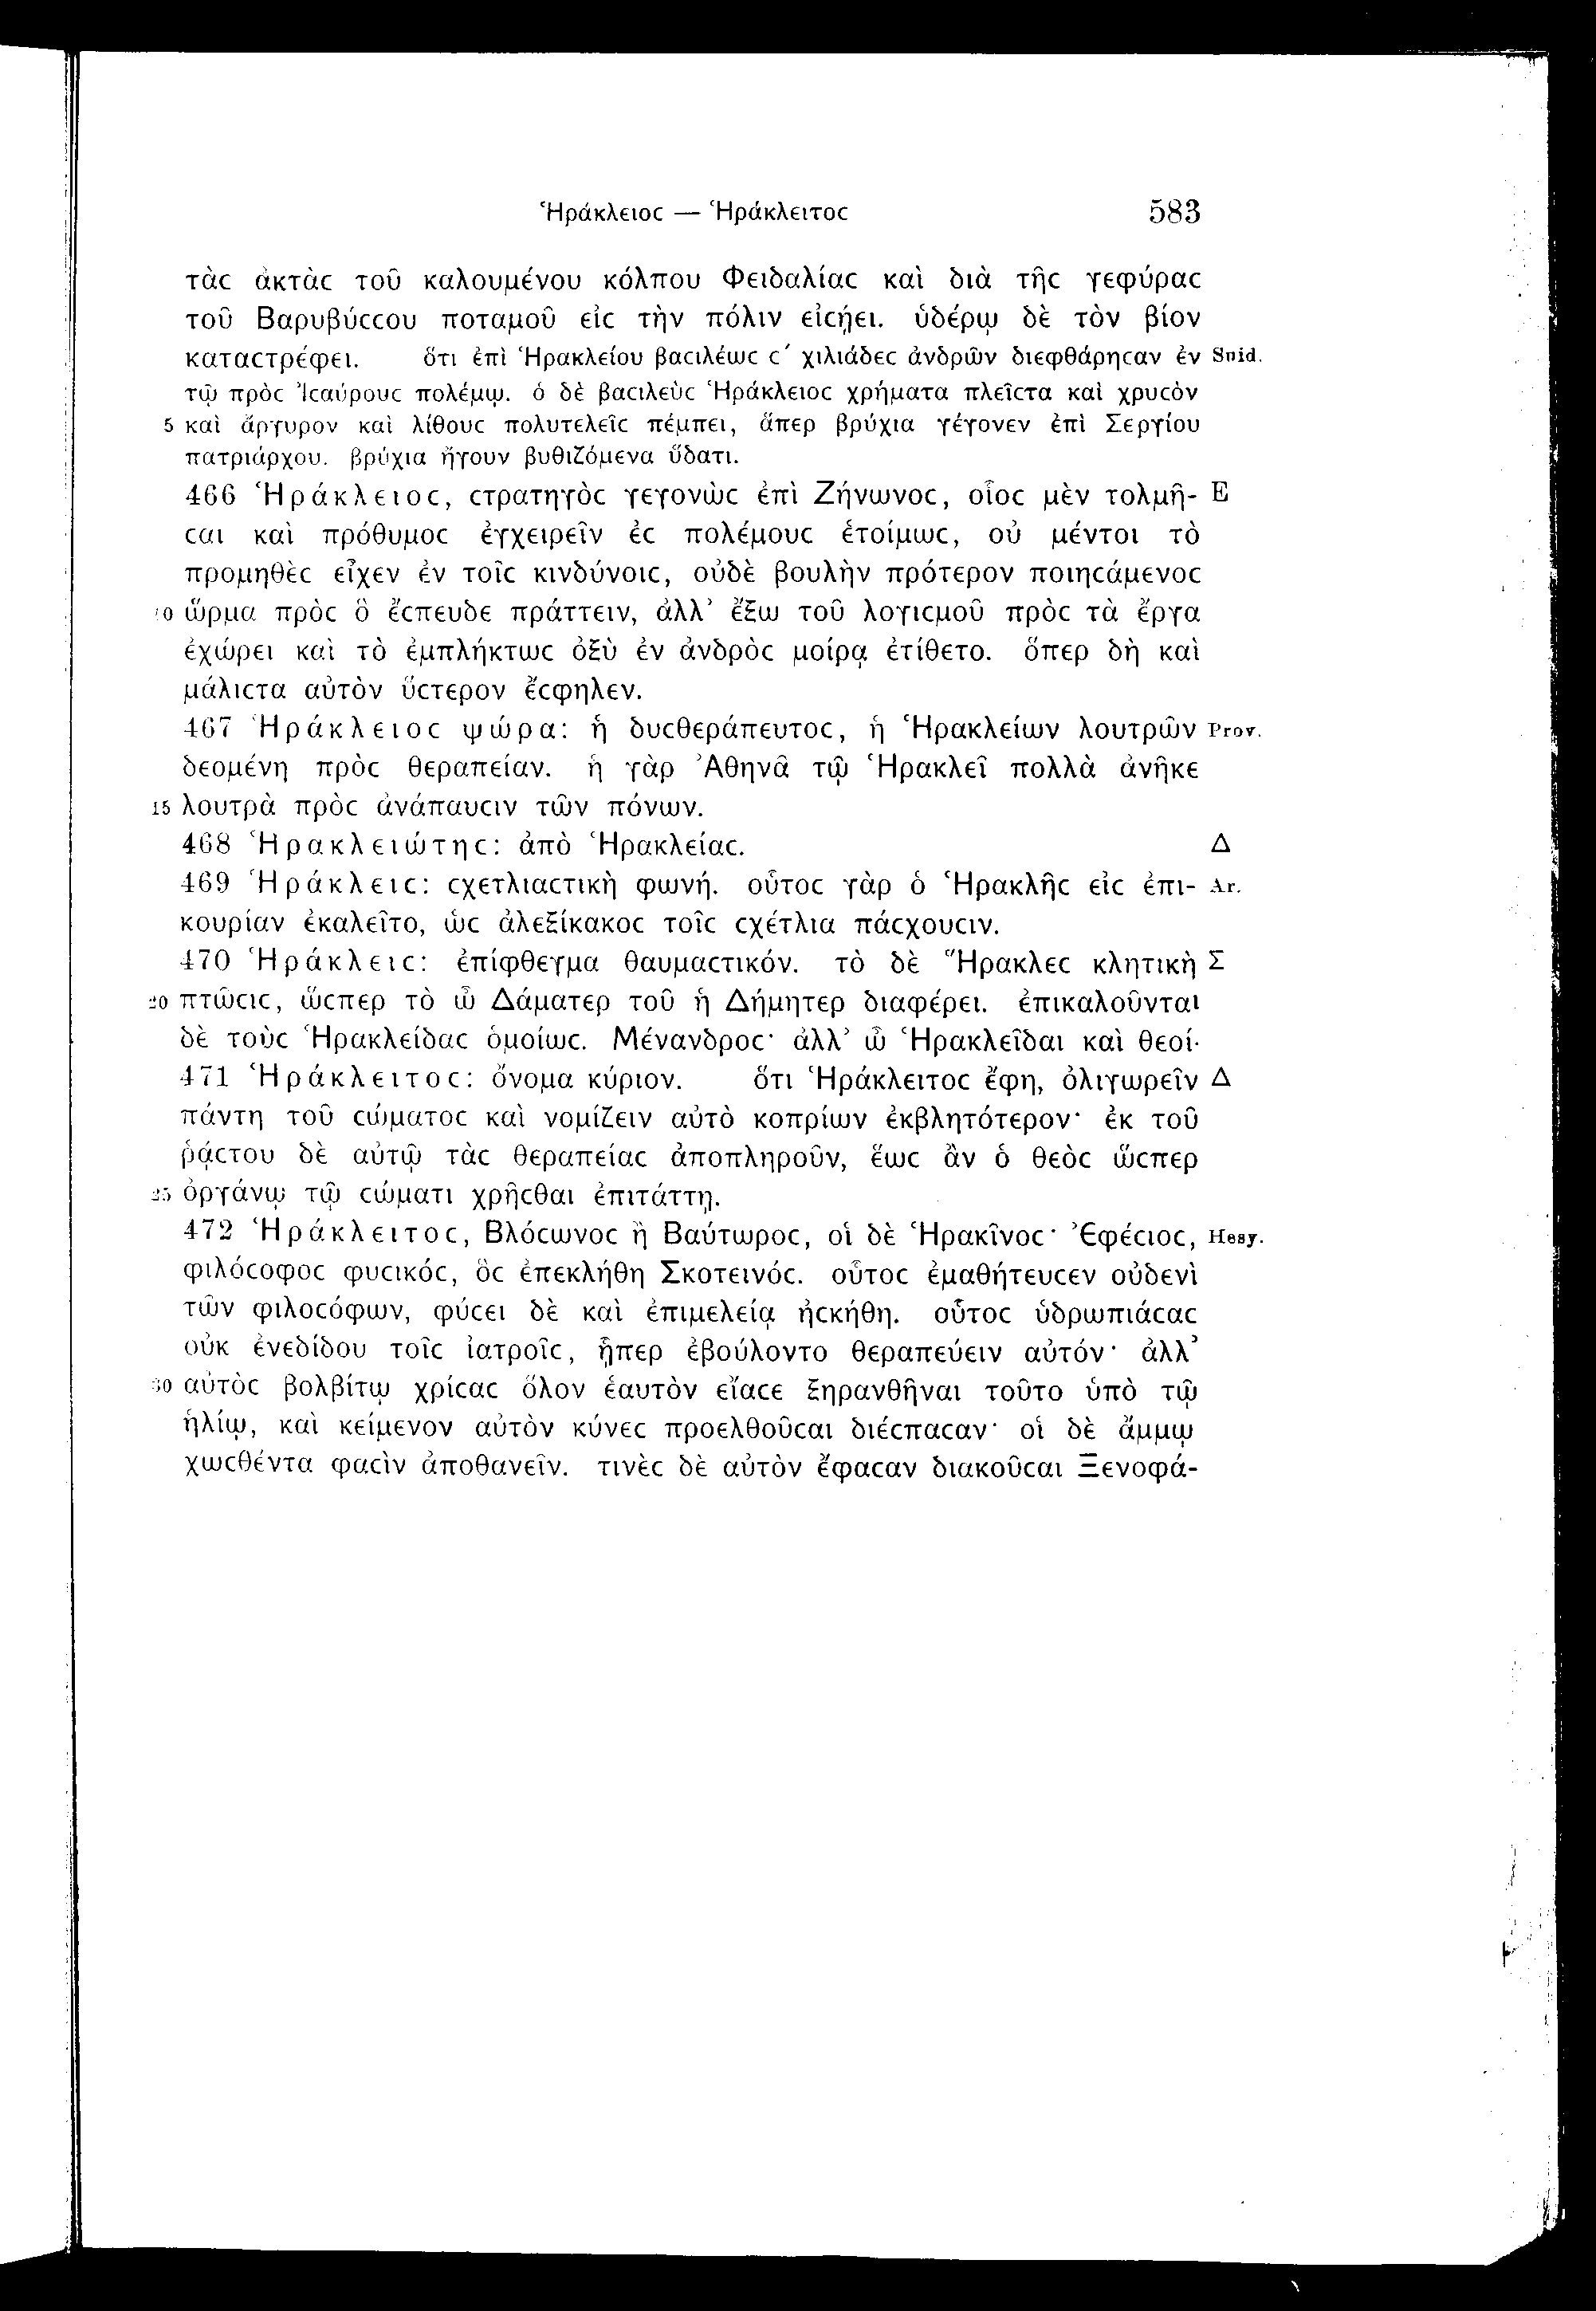 Ἡράκλειοϲ — Ἡράκλειτοϲ 583
τὰϲ ἀκτὰϲ τοῦ καλουμένου κόλπου Φειδαλίαϲ καὶ διὰ τῆϲ γεφύραϲ
τοῦ Βαρυβύϲϲου ποταμοῦ εἰϲ τὴν πόλιν εἰϲῄει. ὑδέρῳ δὲ τὸν βίον
καταϲτρέφει. ὅτι ἐπὶ Ἡρακλείου βαϲιλέωϲ ϲ´ χιλιάδεϲ ἀνδρῶν διεφθάρηϲαν ἐν Suid.
τῷ πρὸϲ Ἰϲαύρουϲ πολέμῳ. ὁ δὲ βαϲιλεὺϲ Ἡράκλειοϲ χρήματα πλεῖϲτα καὶ χρυϲὸν
5 καὶ ἄργυρον καὶ λίθουϲ πολυτελεῖϲ πέμπει, ἅπερ βρύχια γέγονεν ἐπὶ Σεργίου
πατριάρχου. βρύχια ἤγουν βυθιζόμενα ὕδατι.
466 Ἡράκλειοϲ, ϲτρατηγὸϲ γεγονὼϲ ἐπὶ Ζήνωνοϲ, οἷοϲ μὲν τολμῆ- E
ϲαι καὶ πρόθυμοϲ ἐγχειρεῖν ἐϲ πολέμουϲ ἑτοίμωϲ, οὐ μέντοι τὸ
προμηθὲϲ εἶχεν ἐν τοῖϲ κινδύνοιϲ, οὐδὲ βουλὴν πρότερον ποιηϲάμενοϲ
10 ὥρμα πρὸϲ ὃ ἔϲπευδε πράττειν, ἀλλ’ ἔξω τοῦ λογιϲμοῦ πρὸϲ τὰ ἔργα
ἐχώρει καὶ τὸ ἐμπλήκτωϲ ὀξὺ ἐν ἀνδρὸϲ μοίρᾳ ἐτίθετο. ὅπερ δὴ καὶ
μάλιϲτα αὐτὸν ὕϲτερον ἔϲφηλεν.
467 Ἡράκλειοϲ ψώρα: ἡ δυϲθεράπευτοϲ, ἡ Ἡρακλείων λουτρῶν Prov.
δεομένη πρὸϲ θεραπείαν. ἡ γὰρ Ἀθηνᾶ τῷ Ἡρακλεῖ πολλὰ ἀνῆκε
15 λουτρὰ πρὸϲ ἀνάπαυϲιν τῶν πόνων.
468 Ἡρακλειώτηϲ: ἀπὸ Ἡρακλείαϲ. Δ
469 Ἡράκλειϲ: ϲχετλιαϲτικὴ φωνή. οὗτοϲ γὰρ ὁ Ἡρακλῆϲ εἰϲ ἐπι- Ar.
κουρίαν ἐκαλεῖτο, ὡϲ ἀλεξίκακοϲ τοῖϲ ϲχέτλια πάϲχουϲιν.
470 Ἡράκλειϲ: ἐπίφθεγμα θαυμαϲτικόν. τὸ δὲ Ἥρακλεϲ κλητικὴ Σ
20 πτῶϲιϲ, ὥϲπερ τὸ ὦ Δάματερ τοῦ ἡ Δήμητερ διαφέρει. ἐπικαλοῦνται
δὲ τοὺϲ Ἡρακλείδαϲ ὁμοίωϲ. Μένανδροϲ· ἀλλ’ ὦ Ἡρακλεῖδαι καὶ θεοί·
471 Ἡράκλειτοϲ: ὄνομα κύριον. ὅτι Ἡράκλειτοϲ ἔφη, ὀλιγωρεῖν Δ
πάντη τοῦ ϲώματοϲ καὶ νομίζειν αὐτὸ κοπρίων ἐκβλητότερον· ἐκ τοῦ
ῥᾴϲτου δὲ αὐτῷ τὰϲ θεραπείαϲ ἀποπληροῦν, ἕωϲ ἂν ὁ θεὸϲ ὥϲπερ
25 ὀργάνῳ τῷ ϲώματι χρῆϲθαι ἐπιτάττῃ.
472 Ἡράκλειτοϲ, Βλόϲωνοϲ ἢ Βαύτωροϲ, οἱ δὲ Ἡρακῖνοϲ· Ἐφέϲιοϲ, Hesy.
φιλόϲοφοϲ φυϲικόϲ, ὃϲ ἐπεκλήθη Σκοτεινόϲ. οὗτοϲ ἐμαθήτευϲεν οὐδενὶ
τῶν φιλοϲόφων, φύϲει δὲ καὶ ἐπιμελείᾳ ἠϲκήθη. οὗτοϲ ὑδρωπιάϲαϲ
οὐκ ἐνεδίδου τοῖϲ ἰατροῖϲ, ᾗπερ ἐβούλοντο θεραπεύειν αὐτόν· ἀλλ’
30 αὐτὸϲ βολβίτῳ χρίϲαϲ ὅλον ἑαυτὸν εἴαϲε ξηρανθῆναι τοῦτο ὑπὸ τῷ
ἡλίῳ, καὶ κείμενον αὐτὸν κύνεϲ προελθοῦϲαι διέϲπαϲαν· οἱ δὲ ἄμμῳ
χωϲθέντα φαϲὶν ἀποθανεῖν. τινὲϲ δὲ αὐτὸν ἔφαϲαν διακοῦϲαι Ξενοφά-